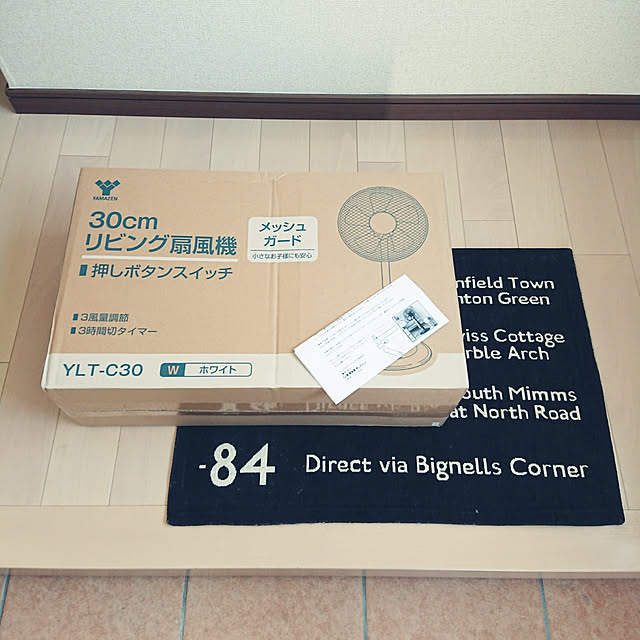 YAMAZEN
30cm
リビング扇風機
押しボタンスイッチ
メッシュ
ガード
小さなお子様にも安心
3風量調節
3時間切タイマー
YLT-C30
W ホワイト
nfield Town
nton Green
iss Cottage
rble Arch
outh Mimms
at North Road
-84 Direct via Bignells Corner